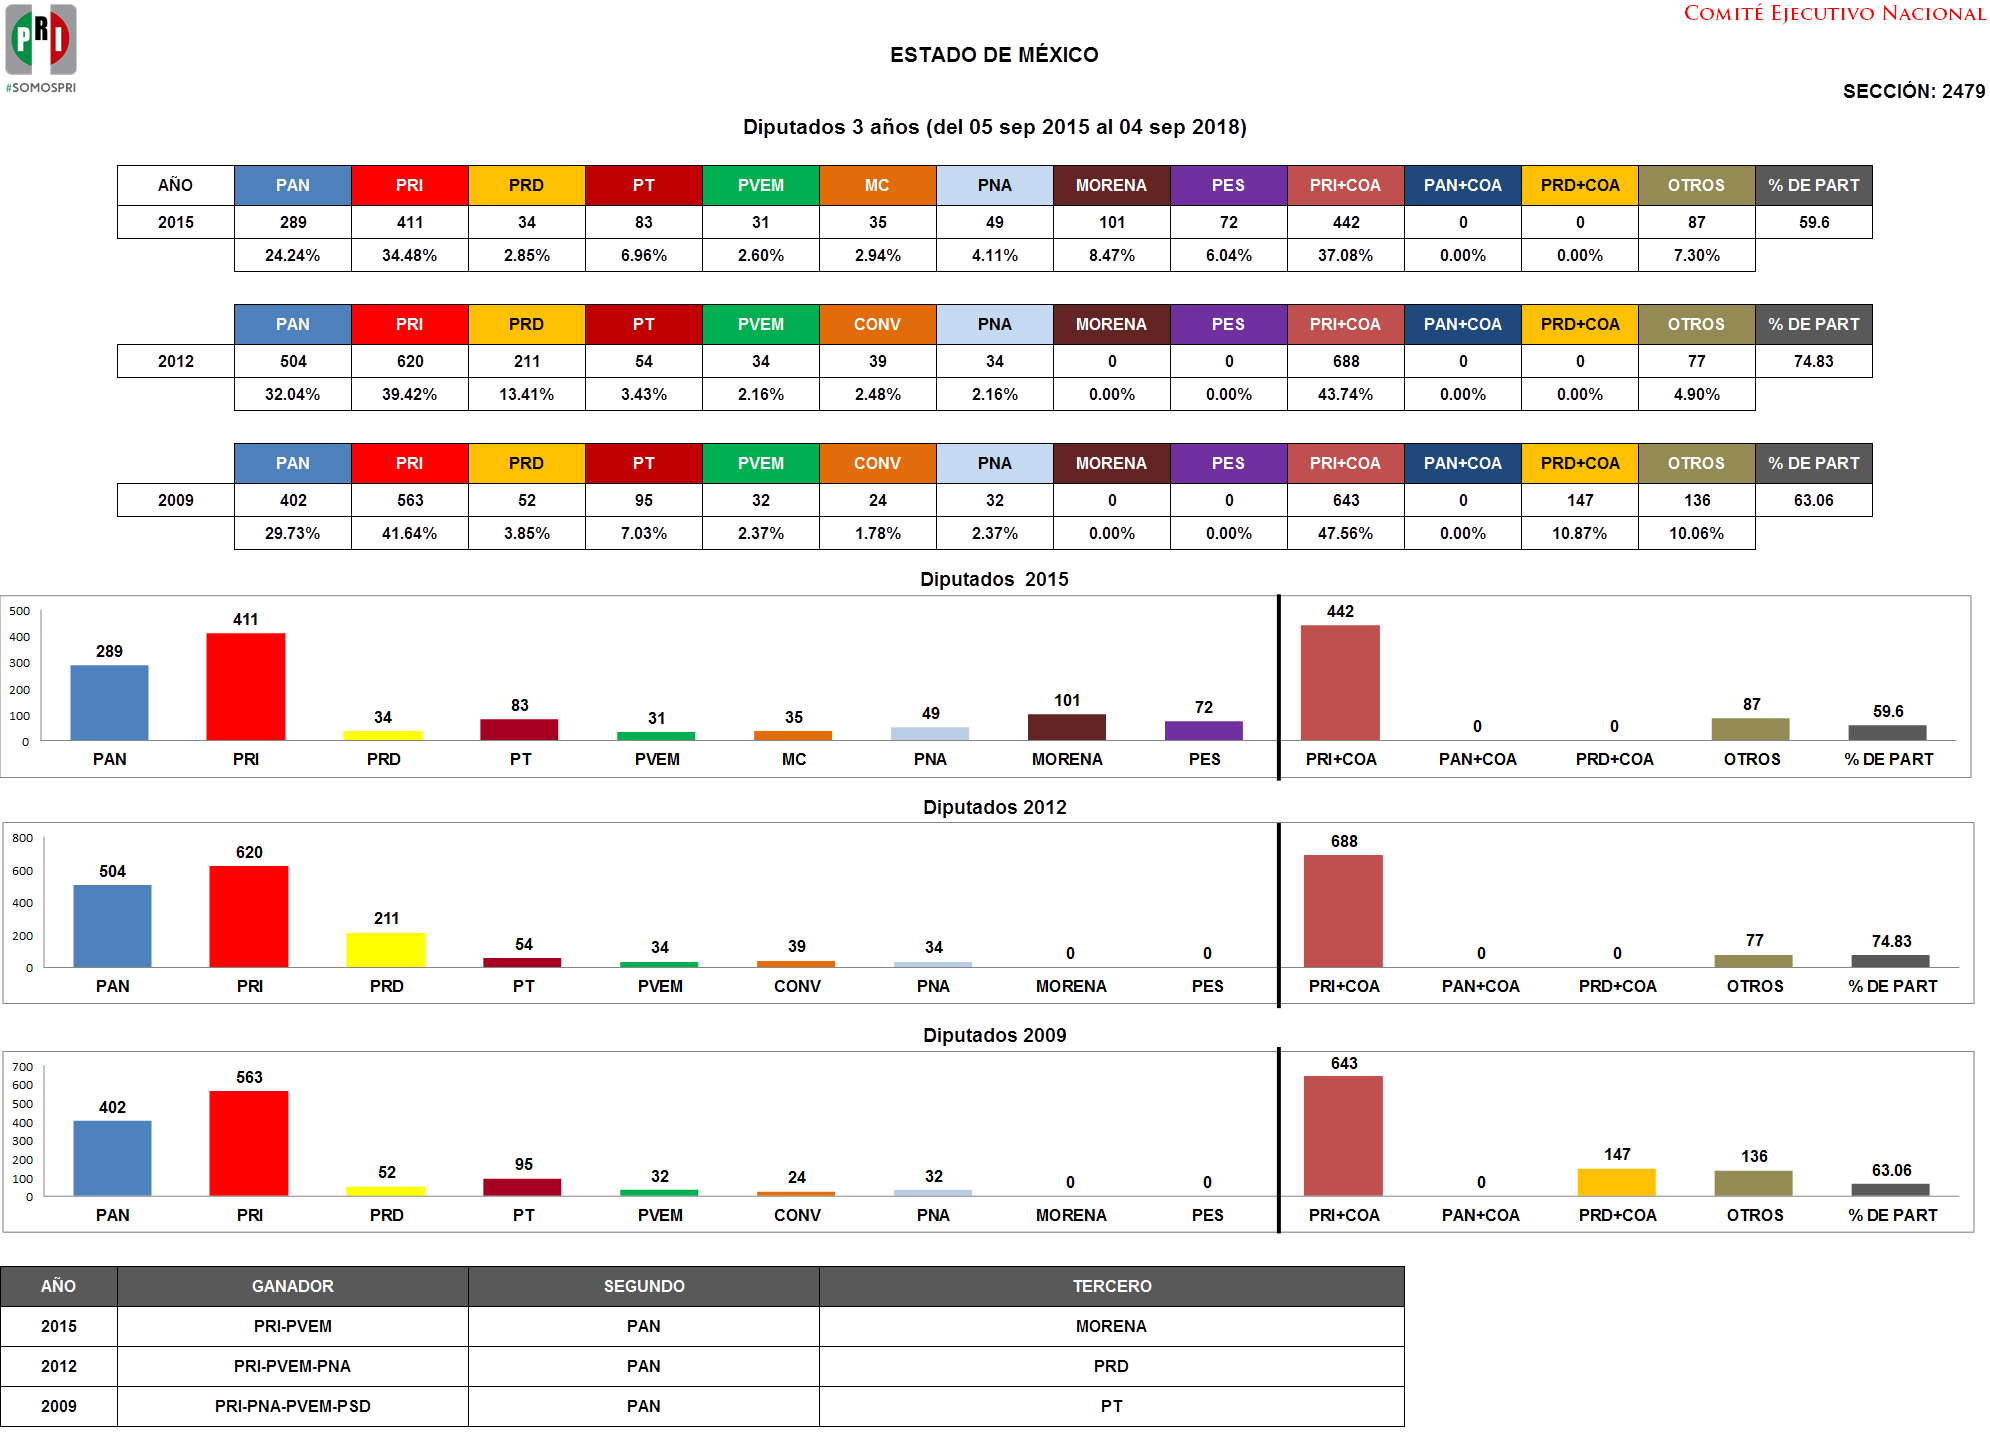 PRI
#SOMOSPRI
COMITÉ EJECUTIVO NACIONAL
ESTADO DE MÉXICO
SECCIÓN: 2479
Diputados 3 años (del 05 sep 2015 al 04 sep 2018)
AÑO PAN PRI PRD PT PVEM MC PNA MORENA PES PRI+COA PAN+COA PRD+COA OTROS % DE PART
2015 289 411 34 83 31 35 49 101 72 442 0 0 87 59.6
24.24% 34.48% 2.85% 6.96% 2.60% 2.94% 4.11% 8.47% 6.04% 37.08% 0.00% 0.00% 7.30%
PAN PRI PRD PT PVEM CONV PNA MORENA PES PRI+COA PAN+COA PRD+COA OTROS % DE PART
2012 504 620 211 54 34 39 34 0 0 688 0 0 77 74.83
32.04% 39.42% 13.41% 3.43% 2.16% 2.48% 2.16% 0.00% 0.00% 43.74% 0.00% 0.00% 4.90%
PAN PRI PRD PT PVEM CONV PNA MORENA PES PRI+COA PAN+COA PRD+COA OTROS % DE PART
2009 402 563 52 95 32 24 32 0 0 643 0 147 136 63.06
29.73% 41.64% 3.85% 7.03% 2.37% 1.78% 2.37% 0.00% 0.00% 47.56% 0.00% 10.87% 10.06%
Diputados 2015
500
400
300
200
100
0
289 411 34 83 31 35 49 101 72 442 0 0 87 59.6
PAN PRI PRD PT PVEM MC PNA MORENA PES PRI+COA PAN+COA PRD+COA OTROS % DE PART
Diputados 2012
800
600
400
200
0
504 620 211 54 34 39 34 0 0 688 0 0 77 74.83
PAN PRI PRD PT PVEM CONV PNA MORENA PES PRI+COA PAN+COA PRD+COA OTROS % DE PART
Diputados 2009
700
600
500
400
300
200
100
0
402 563 52 95 32 24 32 0 0 643 0 147 136 63.06
PAN PRI PRD PT PVEM CONV PNA MORENA PES PRI+COA PAN+COA PRD+COA OTROS % DE PART
AÑO GANADOR SEGUNDO TERCERO
2015 PRI-PVEM PAN MORENA
2012 PRI-PVEM-PNA PAN PRD
2009 PRI-PNA-PVEM-PSD PAN PT